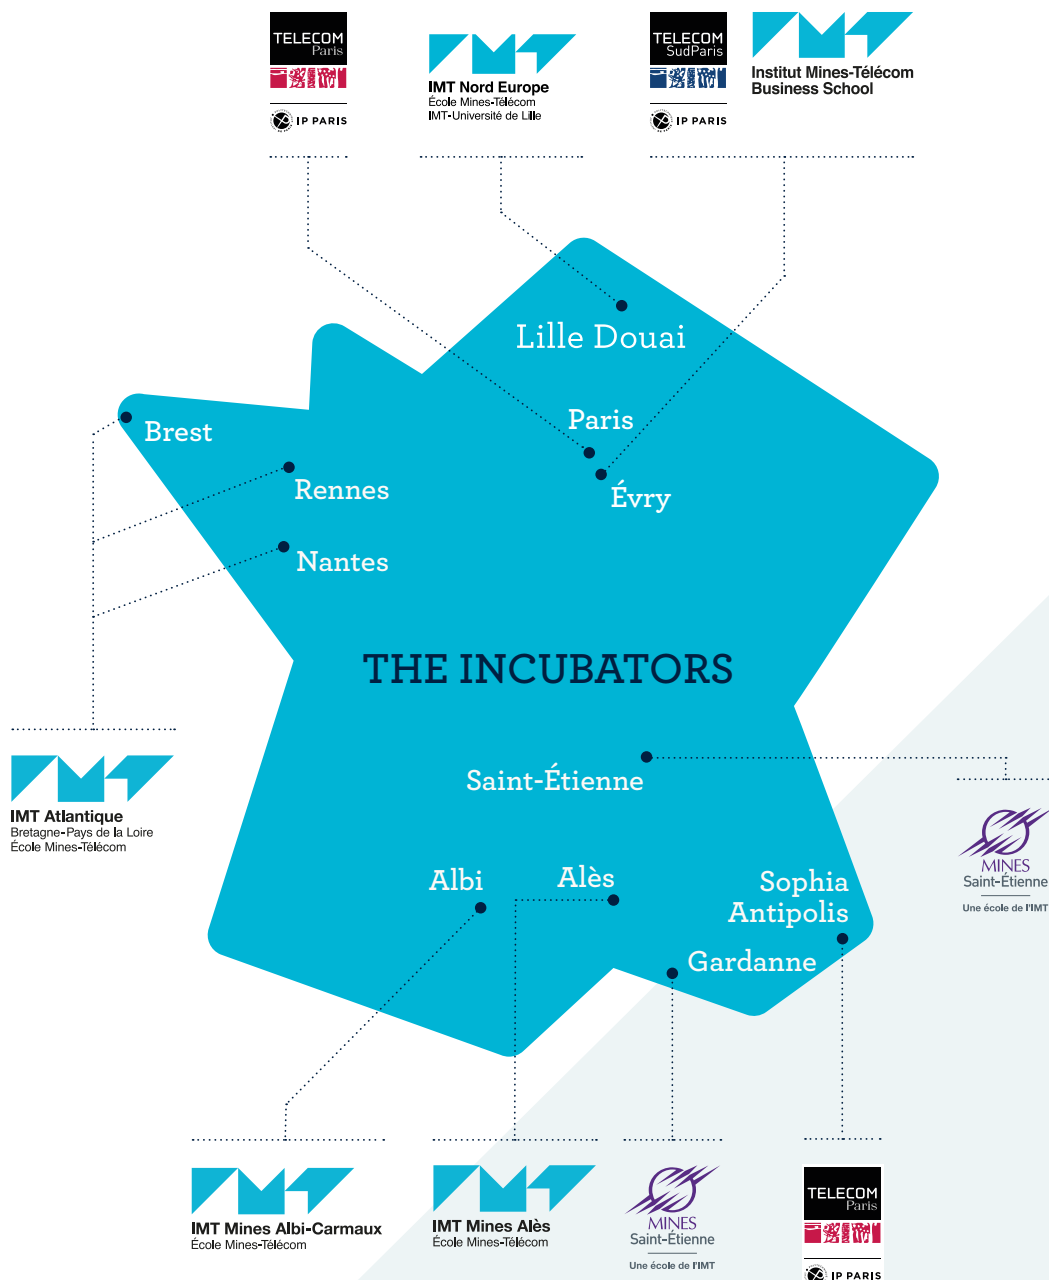 TELECOM
Paris
IP PARIS
IMT Nord Europe
École Mines-Télécom
IMT-Université de Lille
TELECOM
SudParis
IP PARIS
Institut Mines-Télécom
Business School
Lille Douai
Paris
Évry
Brest
Rennes
Nantes
THE INCUBATORS
IMT Atlantique
Bretagne-Pays de la Loire
École Mines-Télécom
Saint-Étienne
MINES
Saint-Étienne
Une école de l'IMT
Albi
Alès
Sophia
Antipolis
Gardanne
IMT Mines Albi-Carmaux
École Mines-Télécom
IMT Mines Alès
École Mines-Télécom
MINES
Saint-Étienne
Une école de l'IMT
TELECOM
Paris
IP PARIS